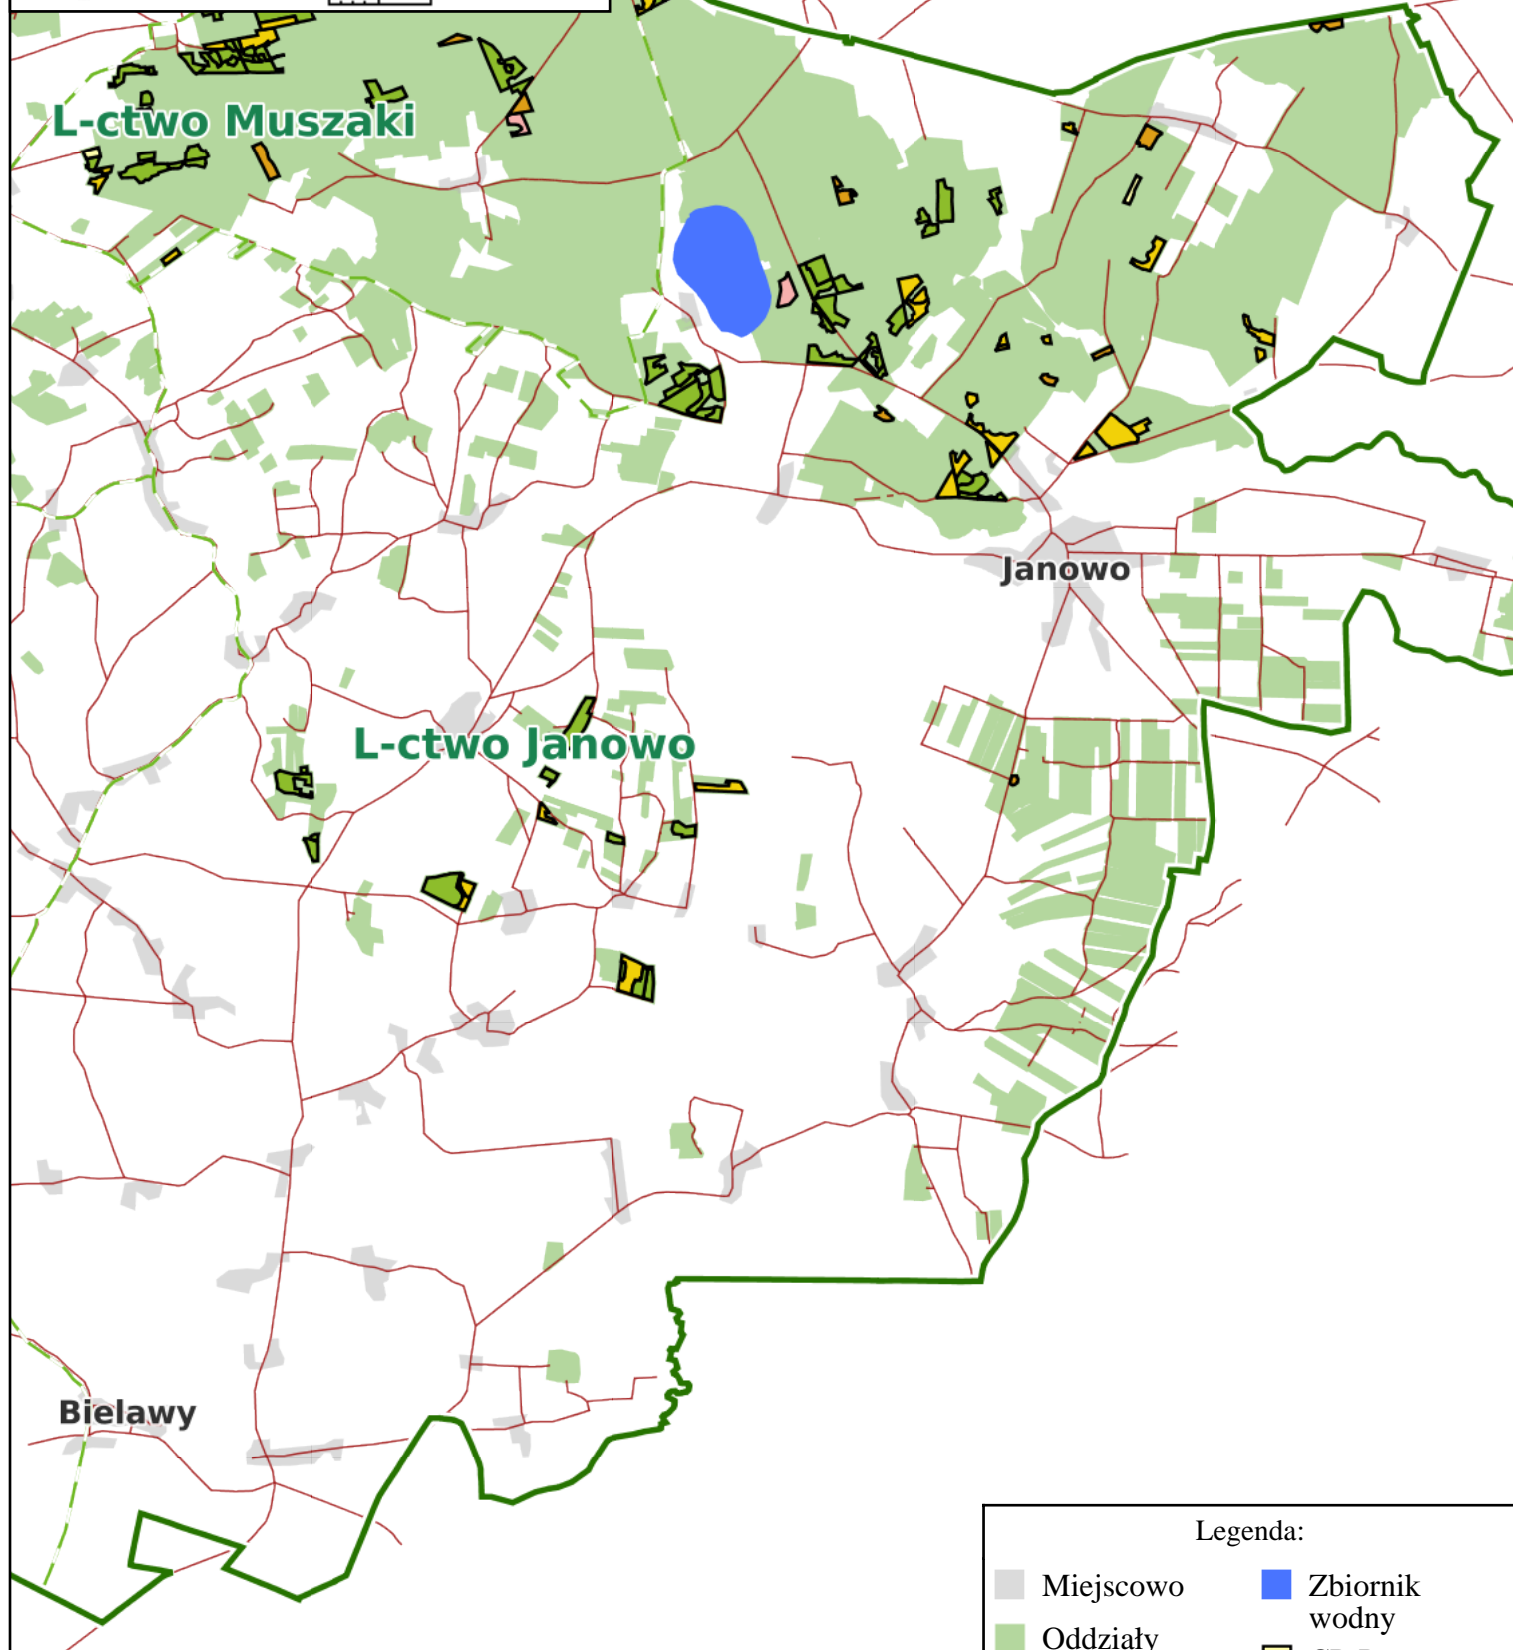 L-ctwo Muszaki
Janowo
L-ctwo Janowo
Bielawy
Legenda:
Miejscowo
Zbiornik
wodny
Oddziały